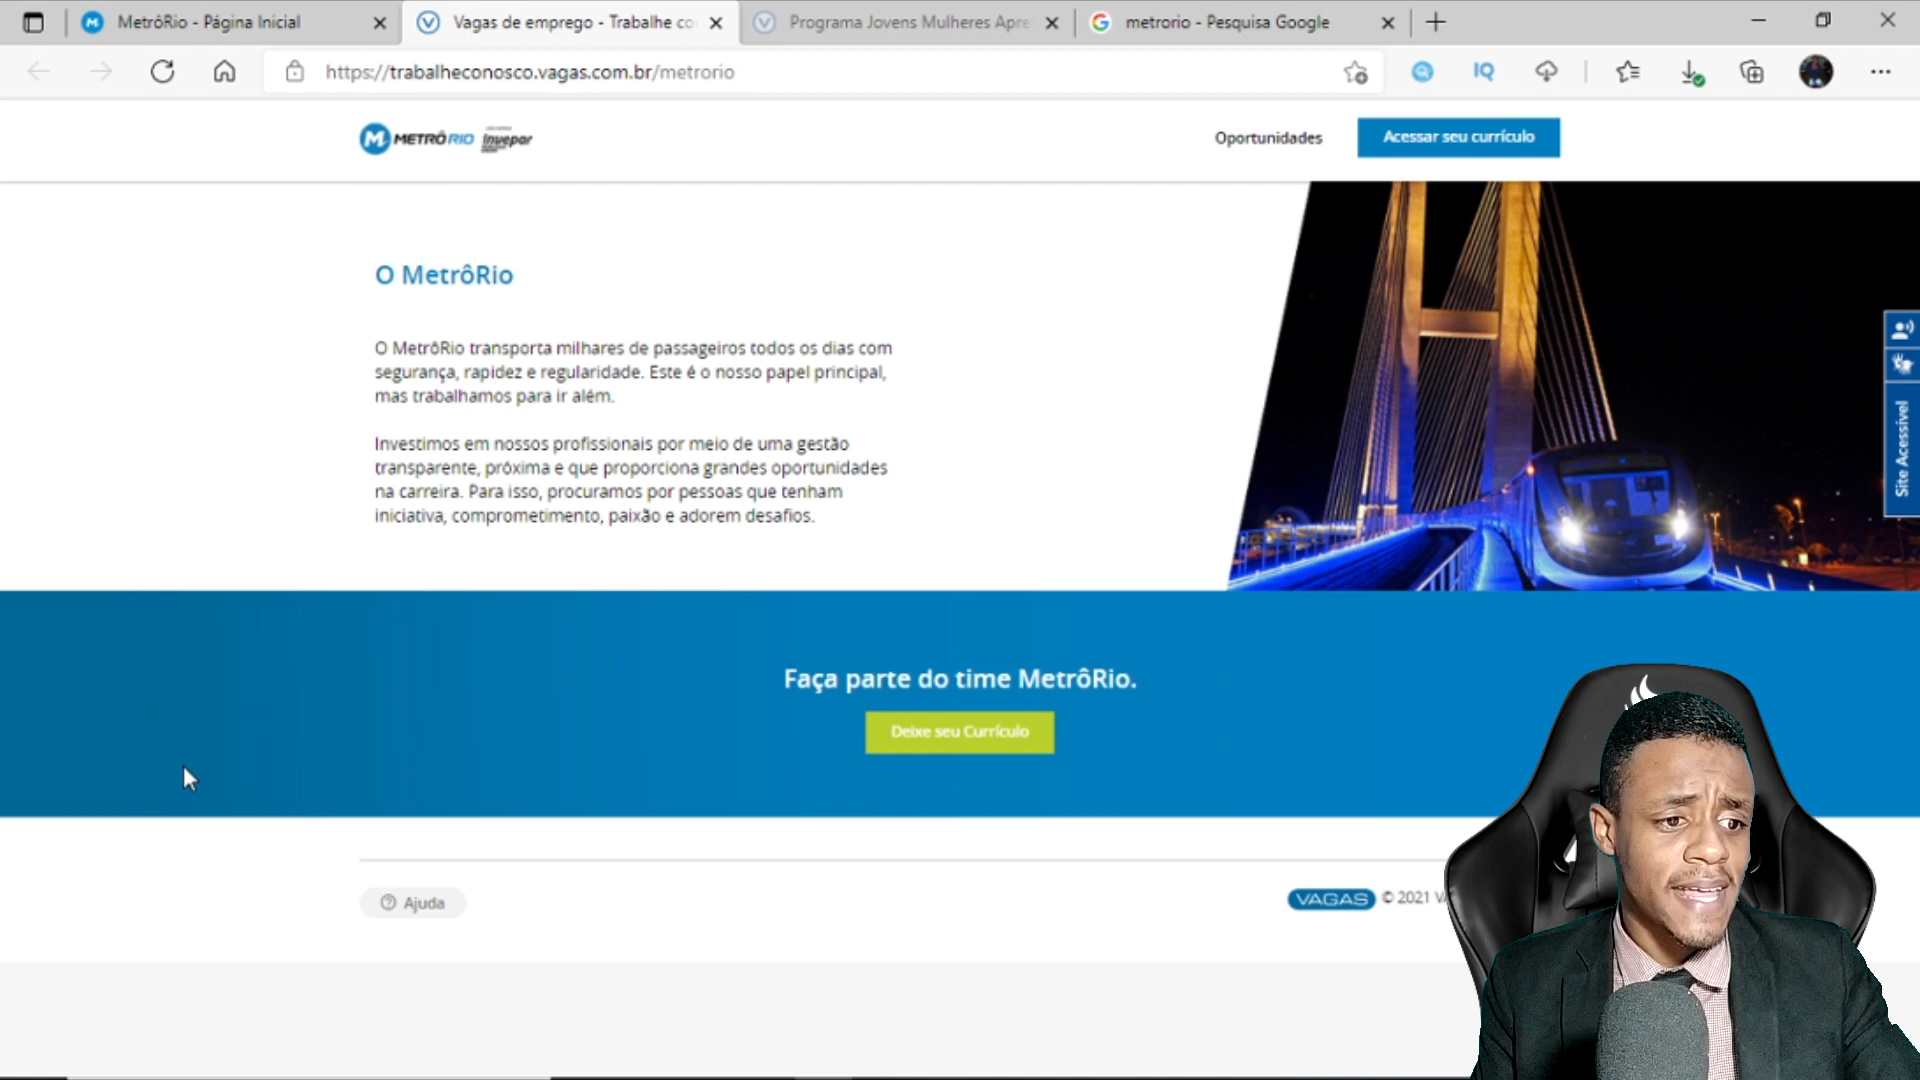 MetrôRio - Página Inicial
Vagas de emprego - Trabalhe co
Programa Jovens Mulheres Apre
metrorio - Pesquisa Google
https://trabalheconosco.vagas.com.br/metrorio
IQ
METRÔ RIO invepar
Oportunidades
Acessar seu currículo
O MetrôRio
O MetrôRio transporta milhares de passageiros todos os dias com
segurança, rapidez e regularidade. Este é o nosso papel principal,
mas trabalhamos para ir além.
Investimos em nossos profissionais por meio de uma gestão
transparente, próxima e que proporciona grandes oportunidades
na carreira. Para isso, procuramos por pessoas que tenham
iniciativa, comprometimento, paixão e adorem desafios.
Site Acessível
Faça parte do time MetrôRio.
Deixe seu Currículo
Ajuda
VAGAS © 2021